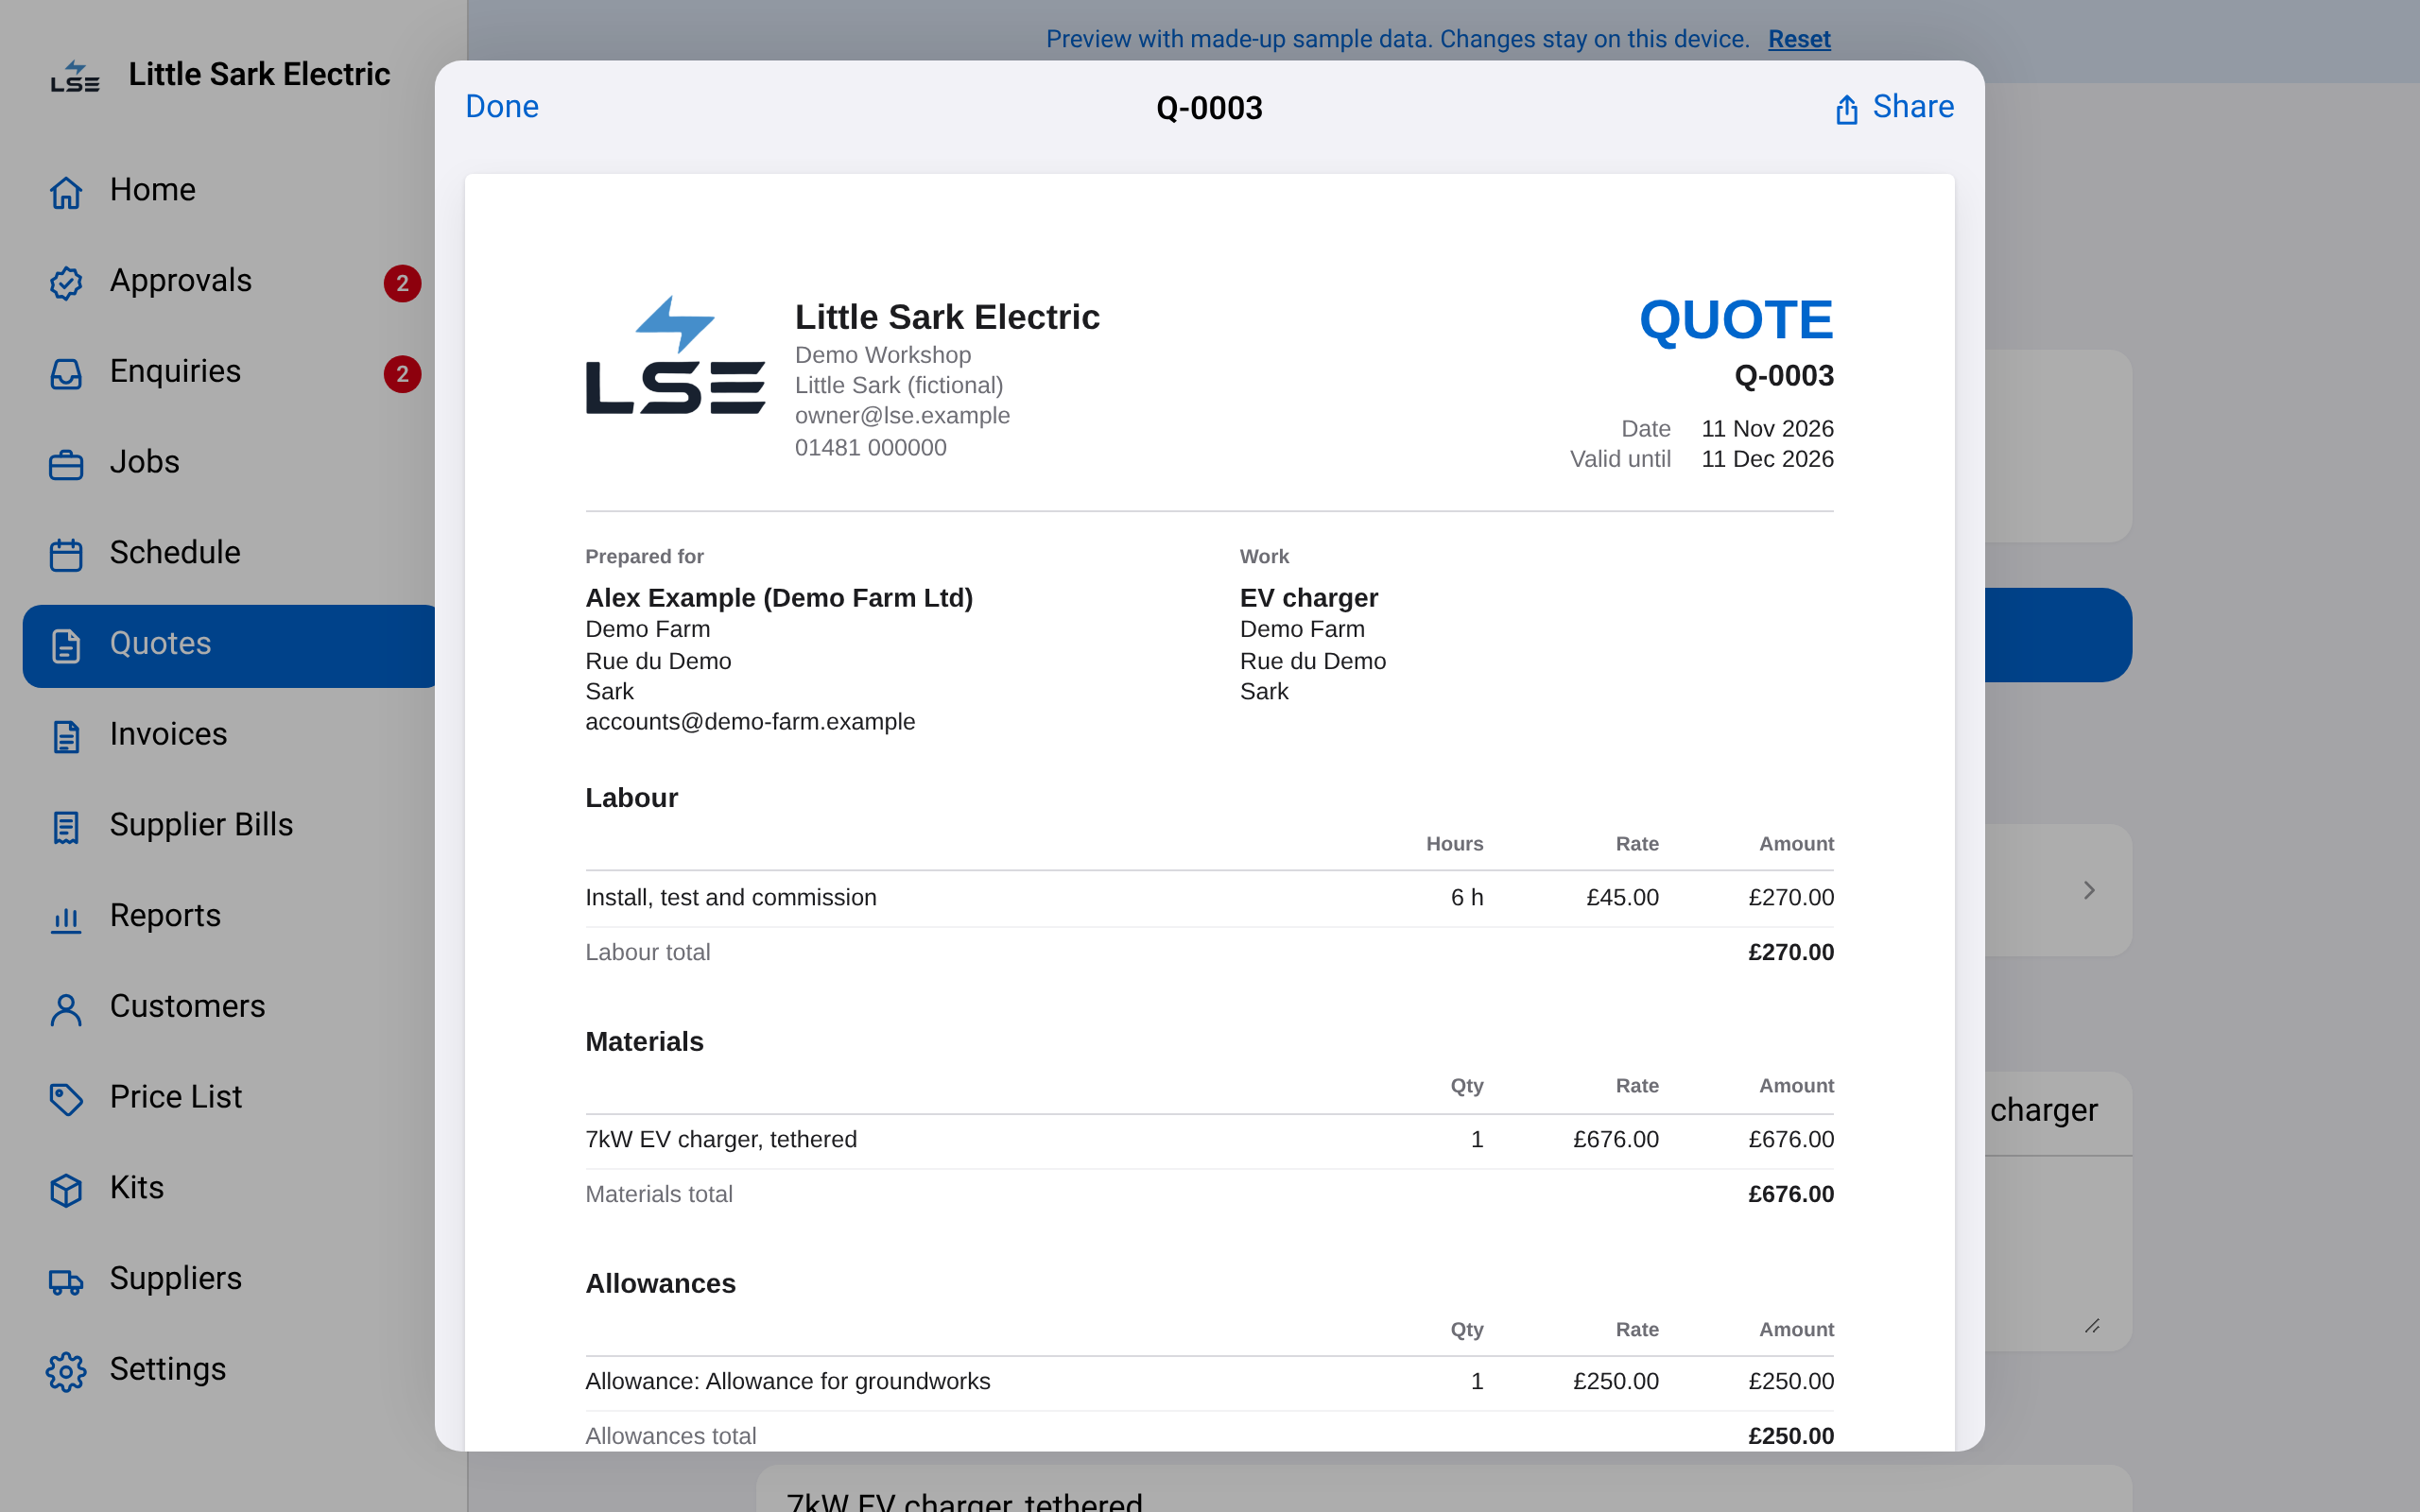 Preview with made-up sample data. Changes stay on this device. Reset
LSE Little Sark Electric
Home
Approvals 2
Enquiries 2
Jobs
Schedule
Quotes
Invoices
Supplier Bills
Reports
Customers
Price List
Kits
Suppliers
Settings
Done Q-0003 Share
LSE
Little Sark Electric
Demo Workshop
Little Sark (fictional)
owner@lse.example
01481 000000
QUOTE
Q-0003
Date 11 Nov 2026
Valid until 11 Dec 2026
Prepared for
Alex Example (Demo Farm Ltd)
Demo Farm
Rue du Demo
Sark
accounts@demo-farm.example
Work
EV charger
Demo Farm
Rue du Demo
Sark
Labour
Hours Rate Amount
Install, test and commission 6 h £45.00 £270.00
Labour total £270.00
Materials
Qty Rate Amount
7kW EV charger, tethered 1 £676.00 £676.00
Materials total £676.00
Allowances
Qty Rate Amount
Allowance: Allowance for groundworks 1 £250.00 £250.00
Allowances total £250.00
charger
7kW EV charger, tethered